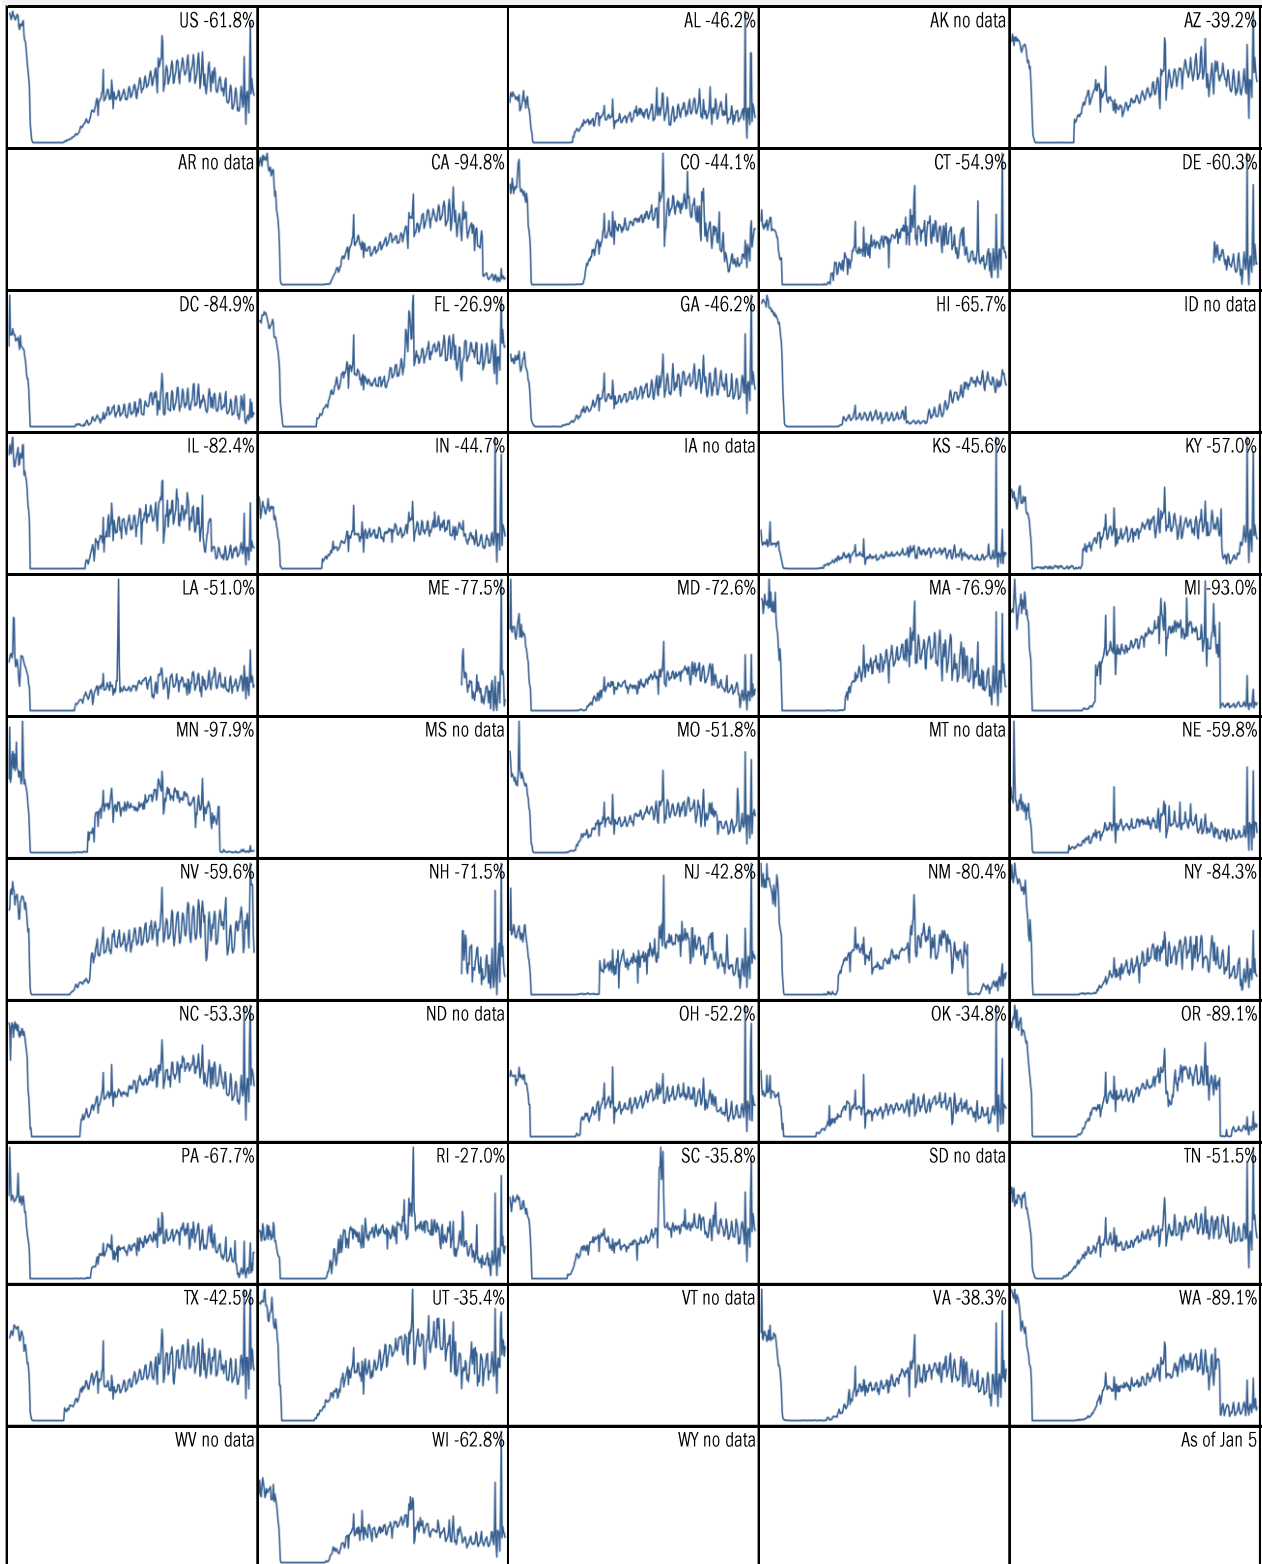 US -61.8%
AL -46.2%
AK no data
AZ -39.2%
AR no data
CA -94.8%
CO -44.1%
CT -54.9%
DE -60.3%
DC -84.9%
FL -26.9%
GA -46.2%
HI -65.7%
ID no data
IL -82.4%
IN -44.7%
IA no data
KS -45.6%
KY -57.0%
LA -51.0%
ME -77.5%
MD -72.6%
MA -76.9%
MI -93.0%
MN -97.9%
MS no data
MO -51.8%
MT no data
NE -59.8%
NV -59.6%
NH -71.5%
NJ -42.8%
NM -80.4%
NY -84.3%
NC -53.3%
ND no data
OH -52.2%
OK -34.8%
OR -89.1%
PA -67.7%
RI -27.0%
SC -35.8%
SD no data
TN -51.5%
TX -42.5%
UT -35.4%
VT no data
VA -38.3%
WA -89.1%
WV no data
WI -62.8%
WY no data
As of Jan 5